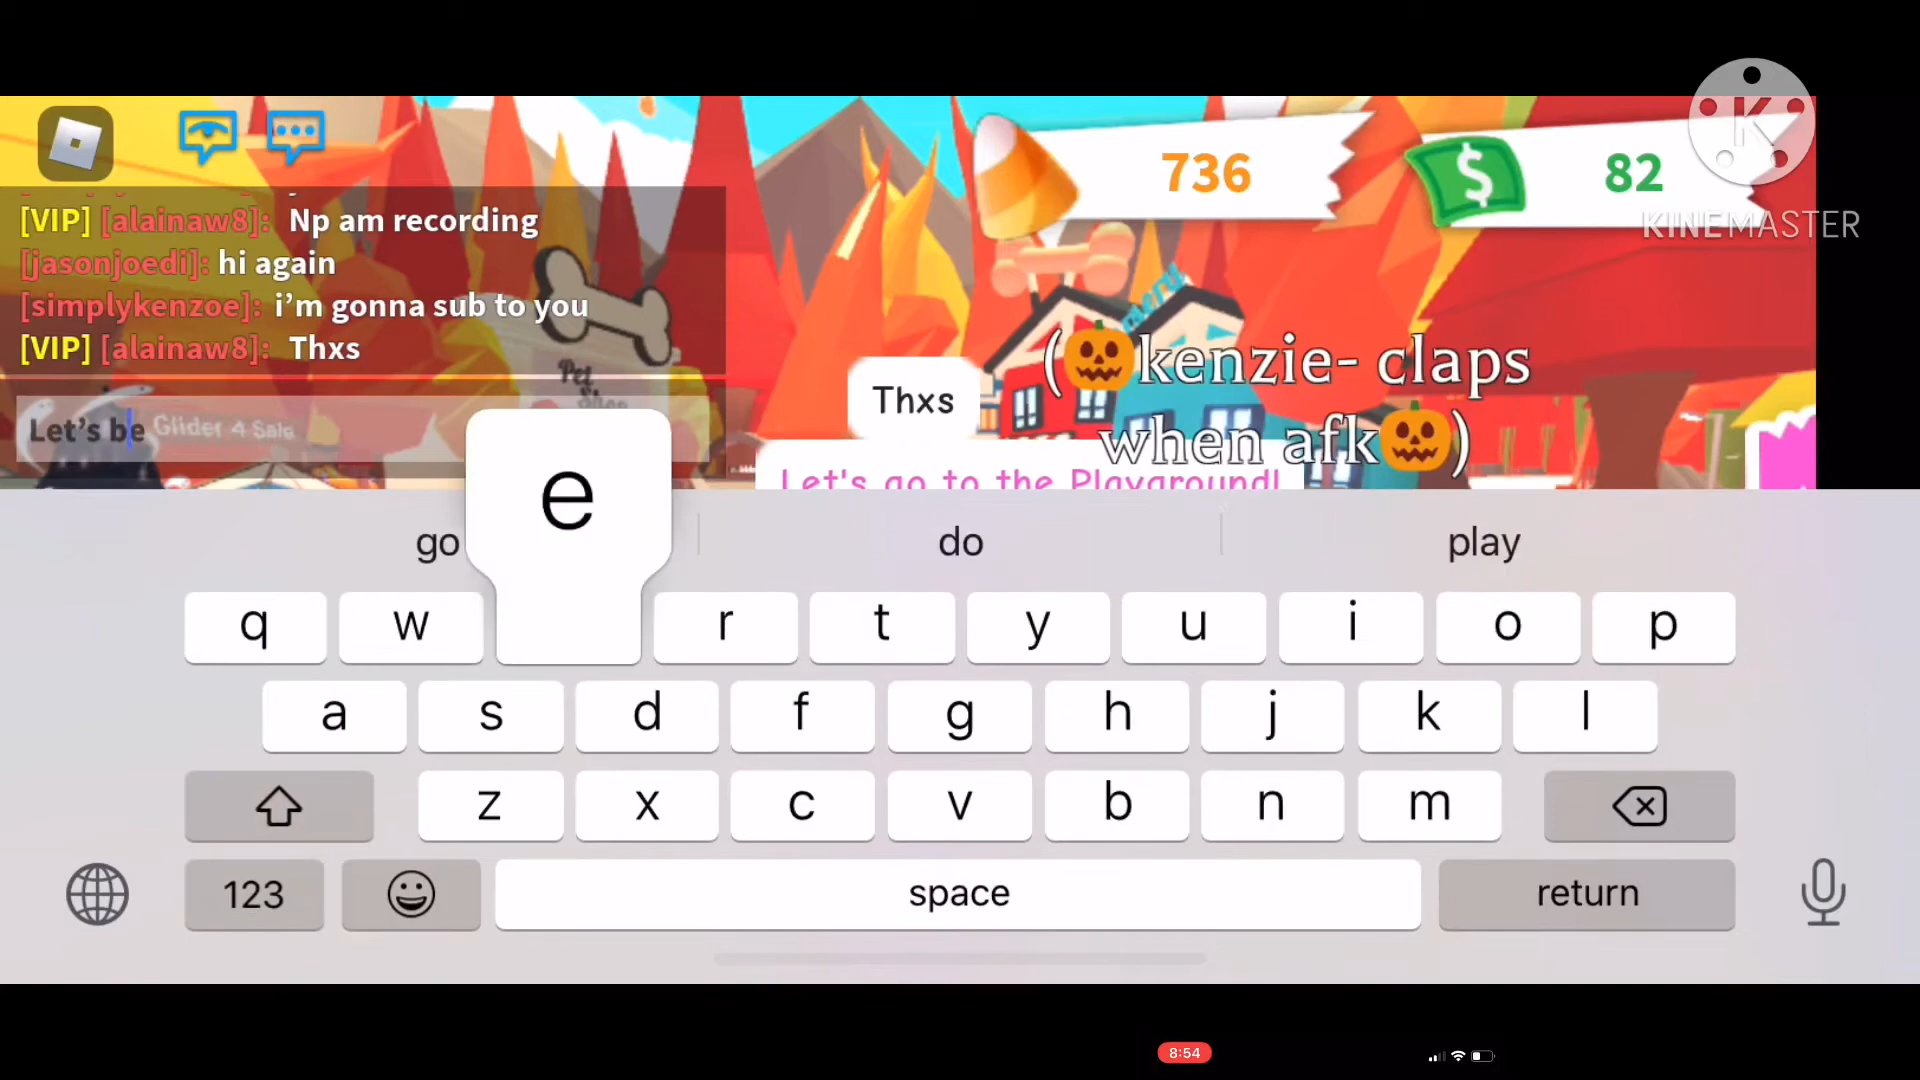 736
$ 82
K
KINEMASTER
[VIP] [alainaw8]: Np am recording
[jasonjoedi]: hi again
[simplykenzoe]: i’m gonna sub to you
[VIP] [alainaw8]: Thxs
Pet
Shop
Let’s be
Glider 4 Sale
Thxs
(🎃kenzie- claps
when afk🎃)
Let's go to the Playground!
e
go do play
q w r t y u i o p
a s d f g h j k l
z x c v b n m
123 space return
8:54